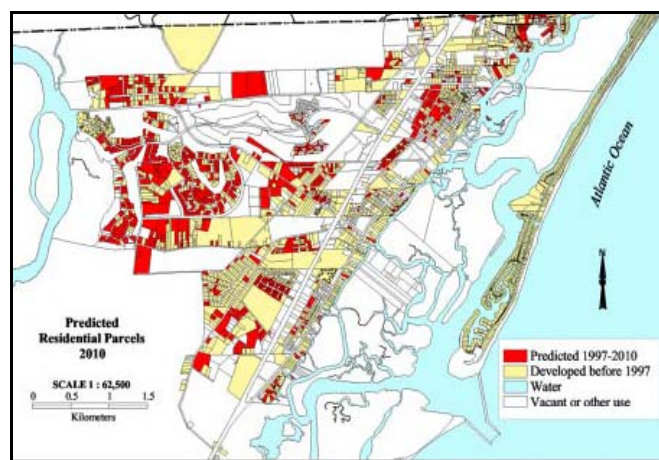 Atlantic Ocean
N
Predicted
Residential Parcels
2010
SCALE 1 : 62,500
0 0.5 1 1.5
Kilometers
Predicted 1997-2010
Developed before 1997
Water
Vacant or other use